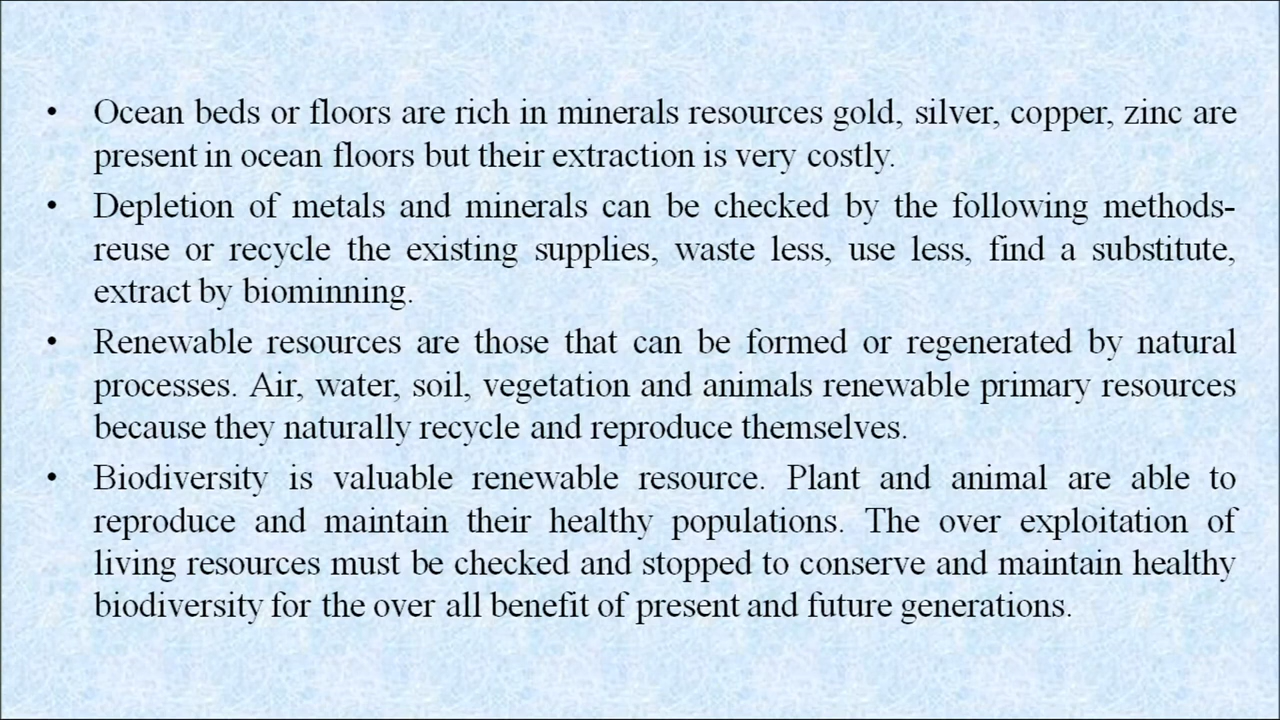 • Ocean beds or floors are rich in minerals resources gold, silver, copper, zinc are
present in ocean floors but their extraction is very costly.
• Depletion of metals and minerals can be checked by the following methods-
reuse or recycle the existing supplies, waste less, use less, find a substitute,
extract by biominning.
• Renewable resources are those that can be formed or regenerated by natural
processes. Air, water, soil, vegetation and animals renewable primary resources
because they naturally recycle and reproduce themselves.
• Biodiversity is valuable renewable resource. Plant and animal are able to
reproduce and maintain their healthy populations. The over exploitation of
living resources must be checked and stopped to conserve and maintain healthy
biodiversity for the over all benefit of present and future generations.